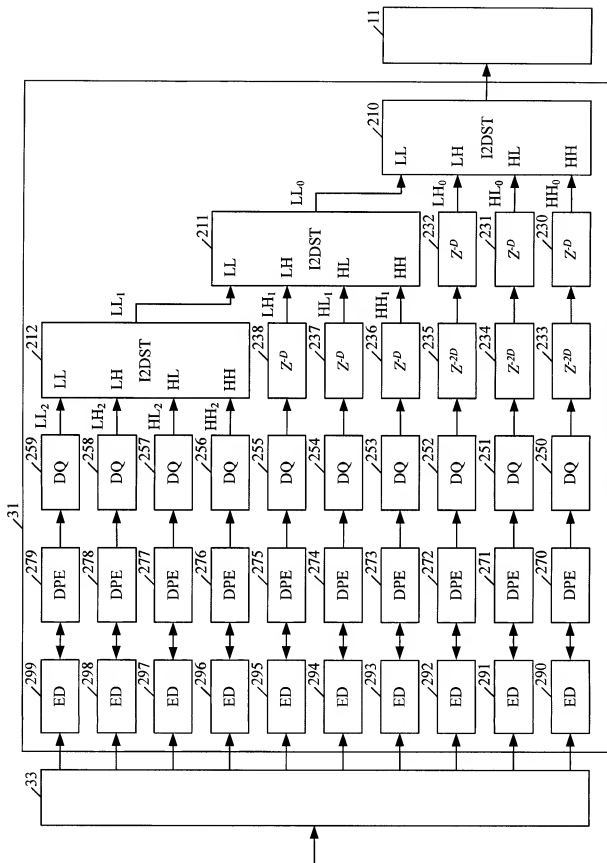 31
33
299
ED
279
DPE
259
DQ
LL₂
298
ED
278
DPE
258
DQ
LH₂
297
ED
277
DPE
257
DQ
HL₂
296
ED
276
DPE
256
DQ
HH₂
212
LL
LH
HL
HH
I2DST
LL₁
295
ED
275
DPE
255
DQ
238
Z⁻ᴰ
LH₁
294
ED
274
DPE
254
DQ
237
Z⁻ᴰ
HL₁
293
ED
273
DPE
253
DQ
236
Z⁻ᴰ
HH₁
211
LL
LH
HL
HH
I2DST
LL₀
292
ED
272
DPE
252
DQ
235
Z⁻²ᴰ
232
Z⁻ᴰ
LH₀
291
ED
271
DPE
251
DQ
234
Z⁻²ᴰ
231
Z⁻ᴰ
HL₀
290
ED
270
DPE
250
DQ
233
Z⁻²ᴰ
230
Z⁻ᴰ
HH₀
210
LL
LH
HL
HH
I2DST
11